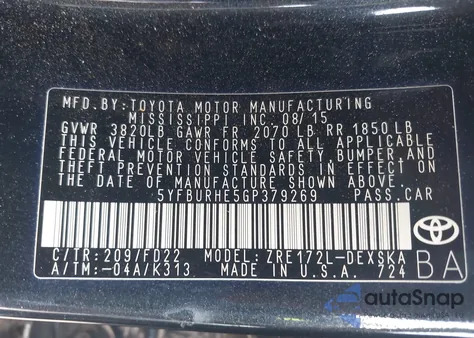 MFD. BY: TOYOTA MOTOR MANUFACTURING
MISSISSIPPI INC. 08/15
GVWR 3820LB GAWR FR 2070 LB RR 1850 LB
THIS VEHICLE CONFORMS TO ALL APPLICABLE
FEDERAL MOTOR VEHICLE SAFETY, BUMPER, AND
THEFT PREVENTION STANDARDS IN EFFECT ON
THE DATE OF MANUFACTURE SHOWN ABOVE.
5YFBURHE5GP379269 PASS. CAR
C/TR: 209/FD22 MODEL: ZRE172L-DEXSKA
A/TM: -04A/K313 MADE IN U.S.A. 724
BA
autoSnap